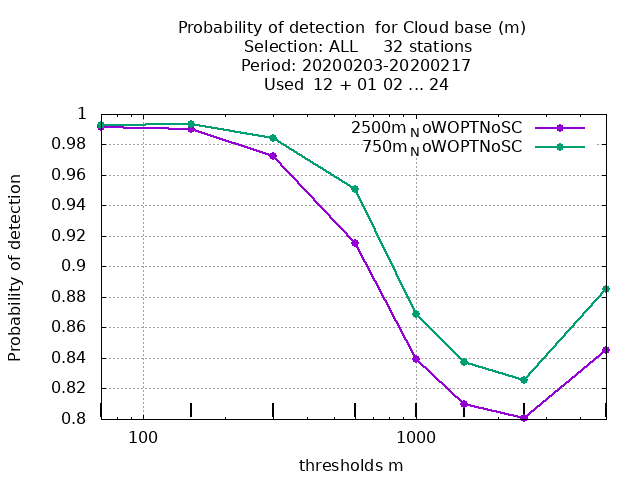 Probability of detection  for Cloud base (m)
Selection: ALL     32 stations
Period: 20200203-20200217
Used  12 + 01 02 ... 24
2500m_NoWOPTNoSC
750m_NoWOPTNoSC
1
0.98
0.96
0.94
0.92
0.9
0.88
0.86
0.84
0.82
0.8
Probability of detection
100
1000
thresholds m